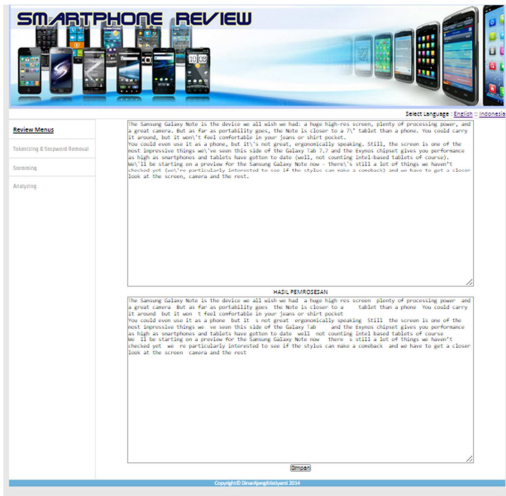 SMARTPHONE REVIEW
Select Language : English :: Indonesia
Review Menus
Tokenizing & Stopword Removal
Stemming
Analyzing
The Samsung Galaxy Note is the device we all wish we had: a huge high-res screen, plenty of processing power, and
a great camera. But as far as portability goes, the Note is closer to a 7\" tablet than a phone. You could carry
it around, but it won\'t feel comfortable in your jeans or shirt pocket.
You could even use it as a phone, but it\'s not great, ergonomically speaking. Still, the screen is one of the
most impressive things we\'ve seen this side of the Galaxy Tab 7.7 and the Exynos chipset gives you performance
as high as smartphones and tablets have gotten to date (well, not counting intel-based tablets of course).
We\'ll be starting on a preview for the Samsung Galaxy Note now - there\'s still a lot of things we haven"t
checked yet (we\'re particularly interested to see if the stylus can make a comeback) and we have to get a closer
look at the screen, camera and the rest.
HASIL PEMROSESAN
The Samsung Galaxy Note is the device we all wish we had a huge high res screen plenty of processing power and
a great camera But as far as portability goes the Note is closer to a tablet than a phone You could carry
it around but it won t feel comfortable in your jeans or shirt pocket
You could even use it as a phone but it s not great ergonomically speaking Still the screen is one of the
most impressive things we ve seen this side of the Galaxy Tab and the Exynos chipset gives you performance
as high as smartphones and tablets have gotten to date well not counting intel based tablets of course
We ll be starting on a preview for the Samsung Galaxy Note now there s still a lot of things we haven"t
checked yet we re particularly interested to see if the stylus can make a comeback and we have to get a closer
look at the screen camera and the rest
Simpan
Copyright © 2014